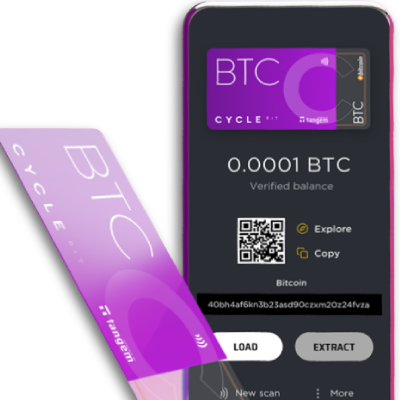 BTC
bitcoin
BTC
CYCLE BIT
tangem
0.0001 BTC
Verified balance
Explore
Copy
Bitcoin
40bh4af6kn3b23asd90czxm20z24fvza
LOAD
EXTRACT
New scan
More
BTC
CYCLE BIT
tangem